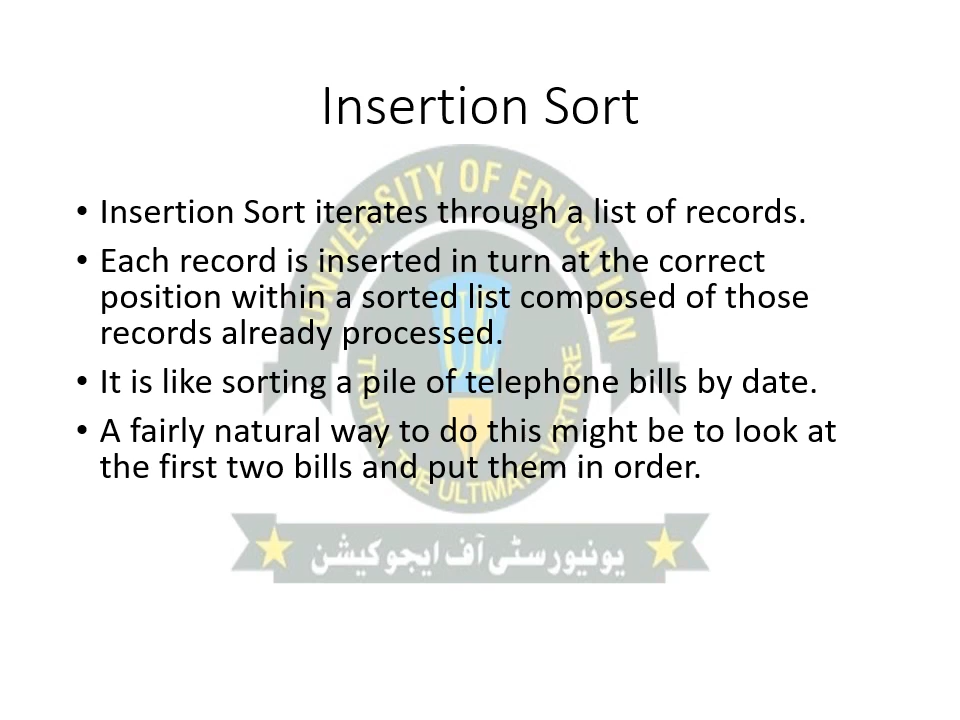 Insertion Sort
UNIVERSITY OF EDUCATION
• Insertion Sort iterates through a list of records.
• Each record is inserted in turn at the correct
position within a sorted list composed of those
records already processed.
• It is like sorting a pile of telephone bills by date.
• A fairly natural way to do this might be to look at
the first two bills and put them in order.
UE
TRUTH, THE ULTIMATE VIRTURE
یونیورسٹی آف ایجوکیشن